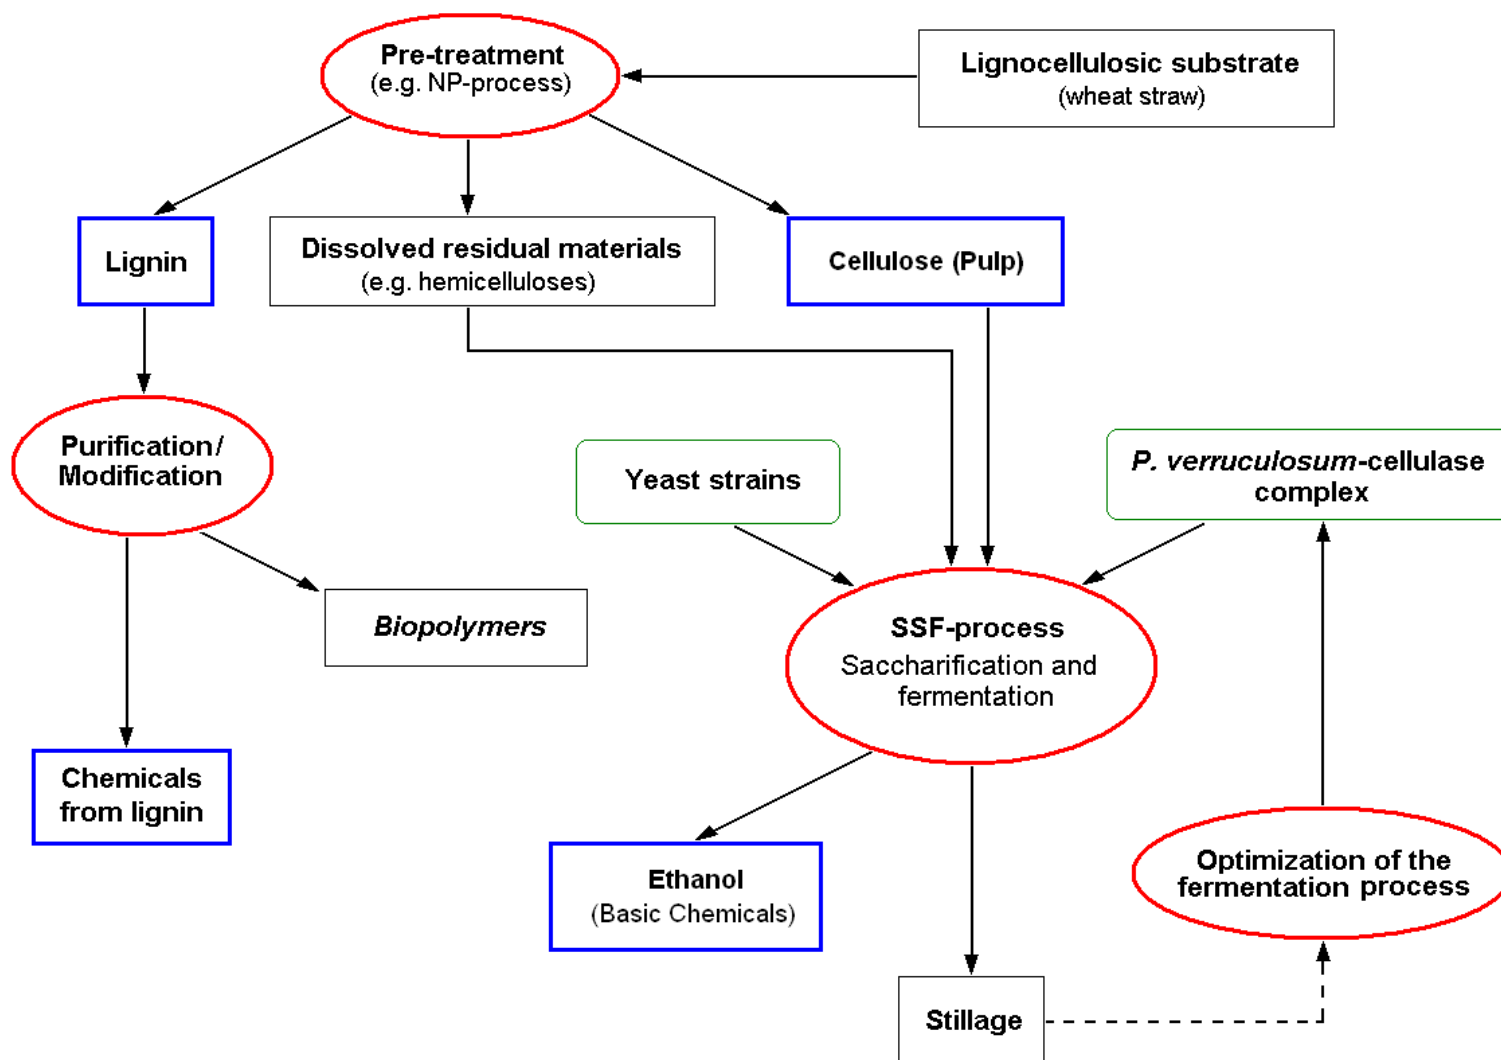 Pre-treatment
(e.g. NP-process)
Lignocellulosic substrate
(wheat straw)
Lignin
Dissolved residual materials
(e.g. hemicelluloses)
Cellulose (Pulp)
Purification/
Modification
Yeast strains
P. verruculosum-cellulase
complex
Biopolymers
SSF-process
Saccharification and
fermentation
Chemicals
from lignin
Ethanol
(Basic Chemicals)
Optimization of the
fermentation process
Stillage